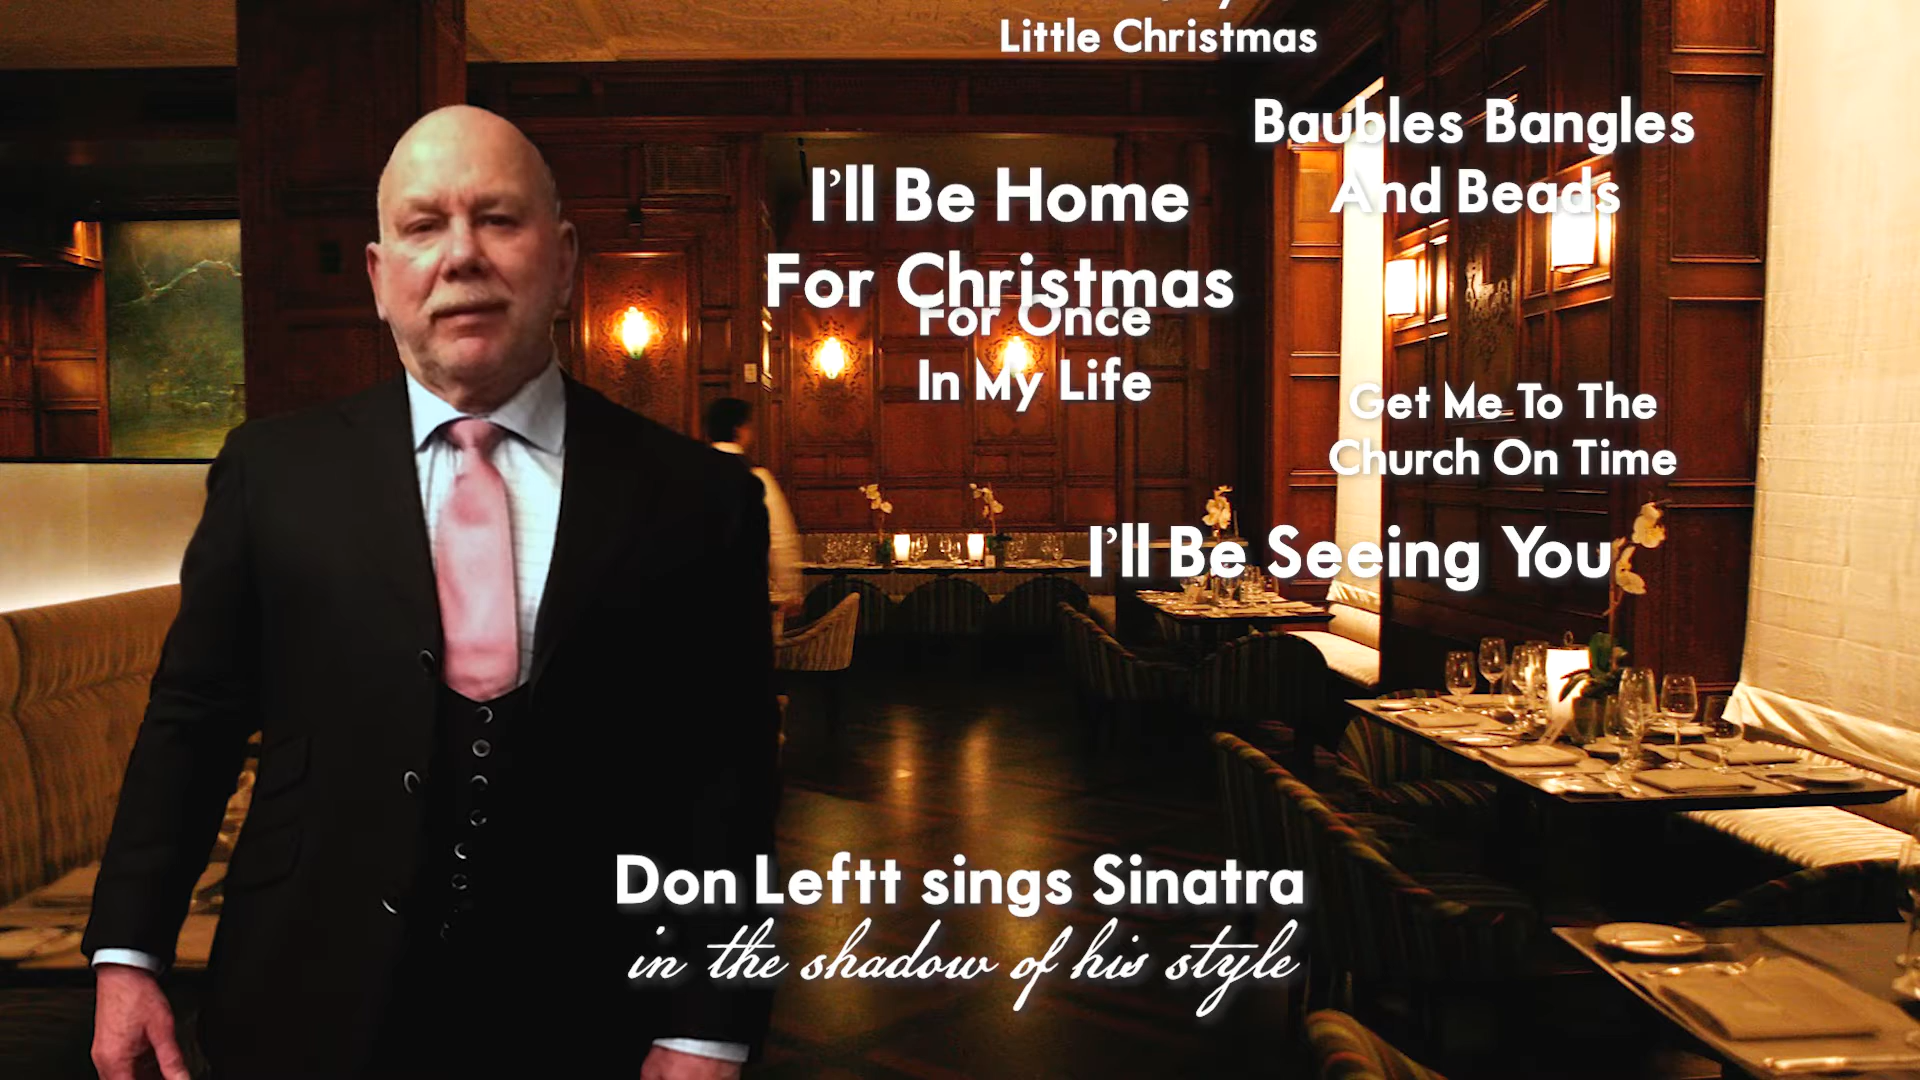 Little Christmas
Baubles Bangles
And Beads
I'll Be Home
For Christmas
For Once
In My Life
Get Me To The
Church On Time
I'll Be Seeing You
Don Leftt sings Sinatra
in the shadow of his style